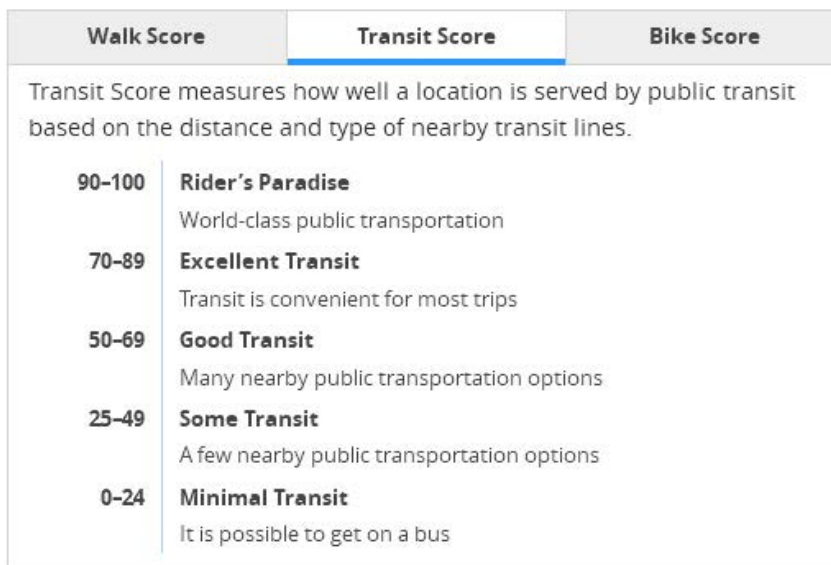 Walk Score Transit Score Bike Score
Transit Score measures how well a location is served by public transit
based on the distance and type of nearby transit lines.
90–100 Rider’s Paradise
World-class public transportation
70–89 Excellent Transit
Transit is convenient for most trips
50–69 Good Transit
Many nearby public transportation options
25–49 Some Transit
A few nearby public transportation options
0–24 Minimal Transit
It is possible to get on a bus